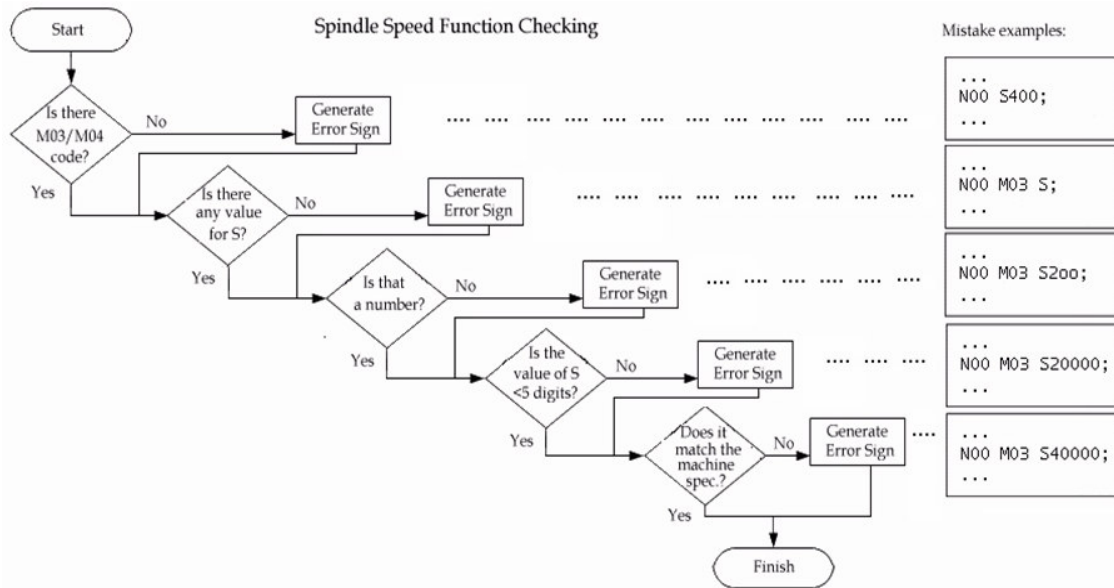 Start
Spindle Speed Function Checking
Mistake examples:
Is there
M03/M04
code?
No
Yes
Generate
Error Sign
.... .... .... .... .... .... .... .... .... .... ....
...
N00 S400;
...
Is there
any value
for S?
No
Yes
Generate
Error Sign
.... .... .... .... .... .... .... .... ....
...
N00 M03 S;
...
Is that
a number?
No
Yes
Generate
Error Sign
.... .... .... .... .... ....
...
N00 M03 S2oo;
...
Is the
value of S
<5 digits?
No
Yes
Generate
Error Sign
.... .... ....
...
N00 M03 S20000;
...
Does it
match the
machine
spec.?
No
Yes
Generate
Error Sign
....
...
N00 M03 S40000;
...
Finish